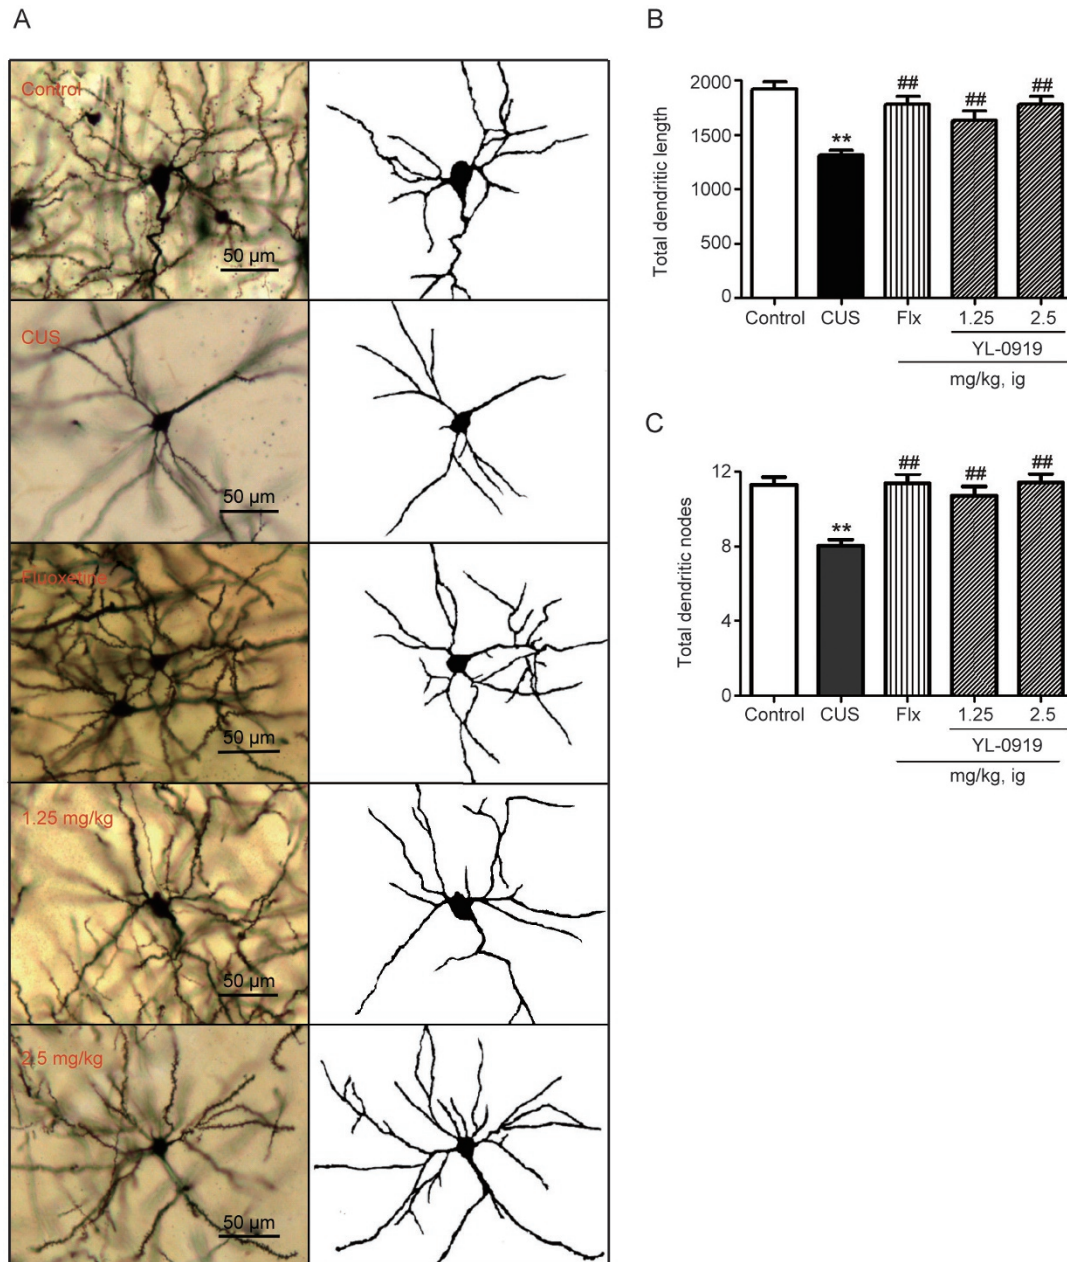 A
Control
50 µm
CUS
50 µm
Fluoxetine
50 µm
1.25 mg/kg
50 µm
2.5 mg/kg
50 µm
B
Total dendritic length
2000
1500
1000
500
0
**
##
##
##
Control CUS Flx 1.25 2.5
YL-0919
mg/kg, ig
C
Total dendritic nodes
12
8
4
0
**
##
##
##
Control CUS Flx 1.25 2.5
YL-0919
mg/kg, ig